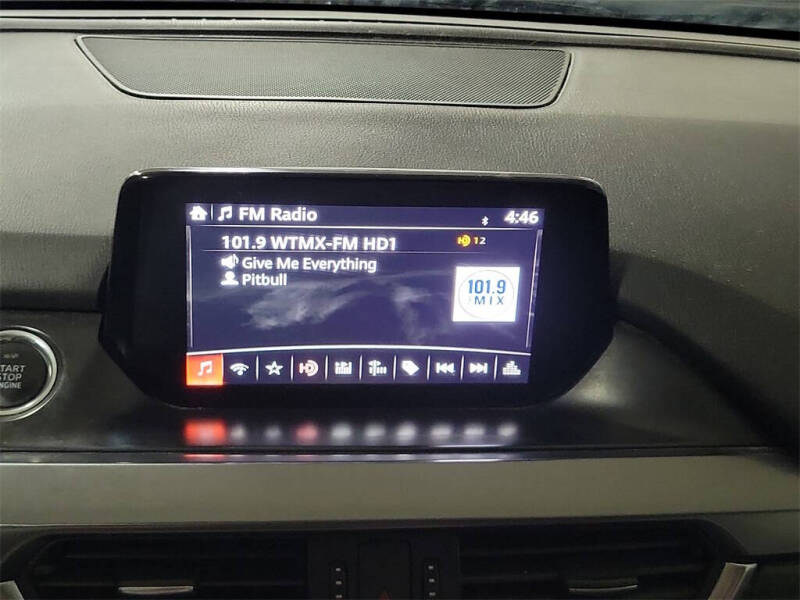 FM Radio 4:46
101.9 WTMX-FM HD1 HD 12
Give Me Everything
Pitbull
101.9
MIX
START
STOP
ENGINE